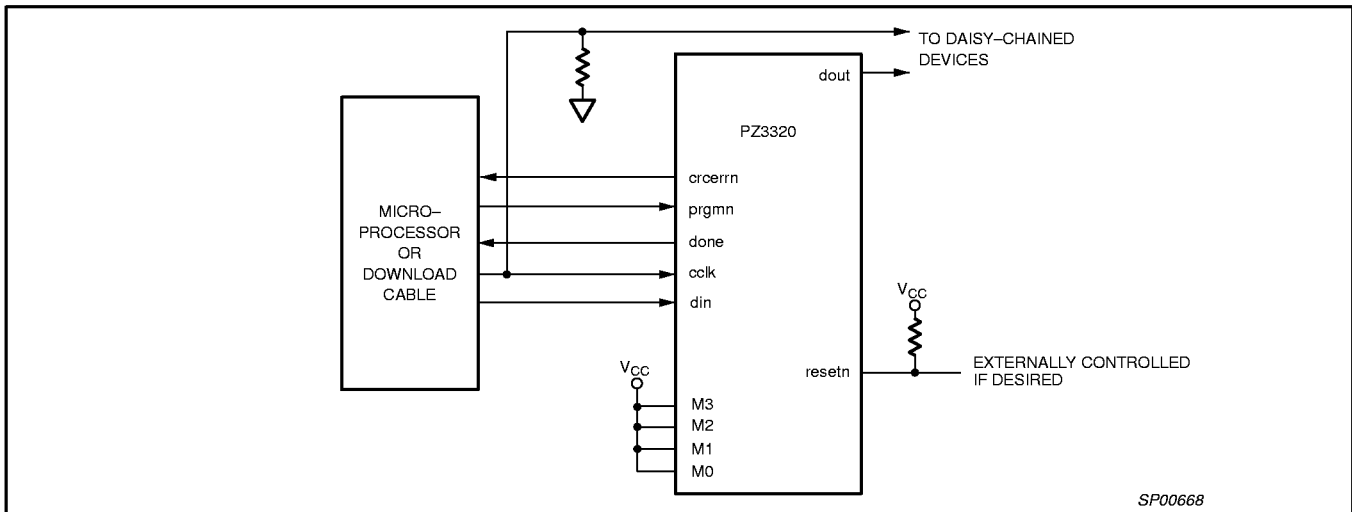 TO DAISY–CHAINED
DEVICES
dout
PZ3320
crcerrn
prgmn
done
cclk
din
MICRO–
PROCESSOR
OR
DOWNLOAD
CABLE
VCC
resetn
EXTERNALLY CONTROLLED
IF DESIRED
VCC
M3
M2
M1
M0
SP00668